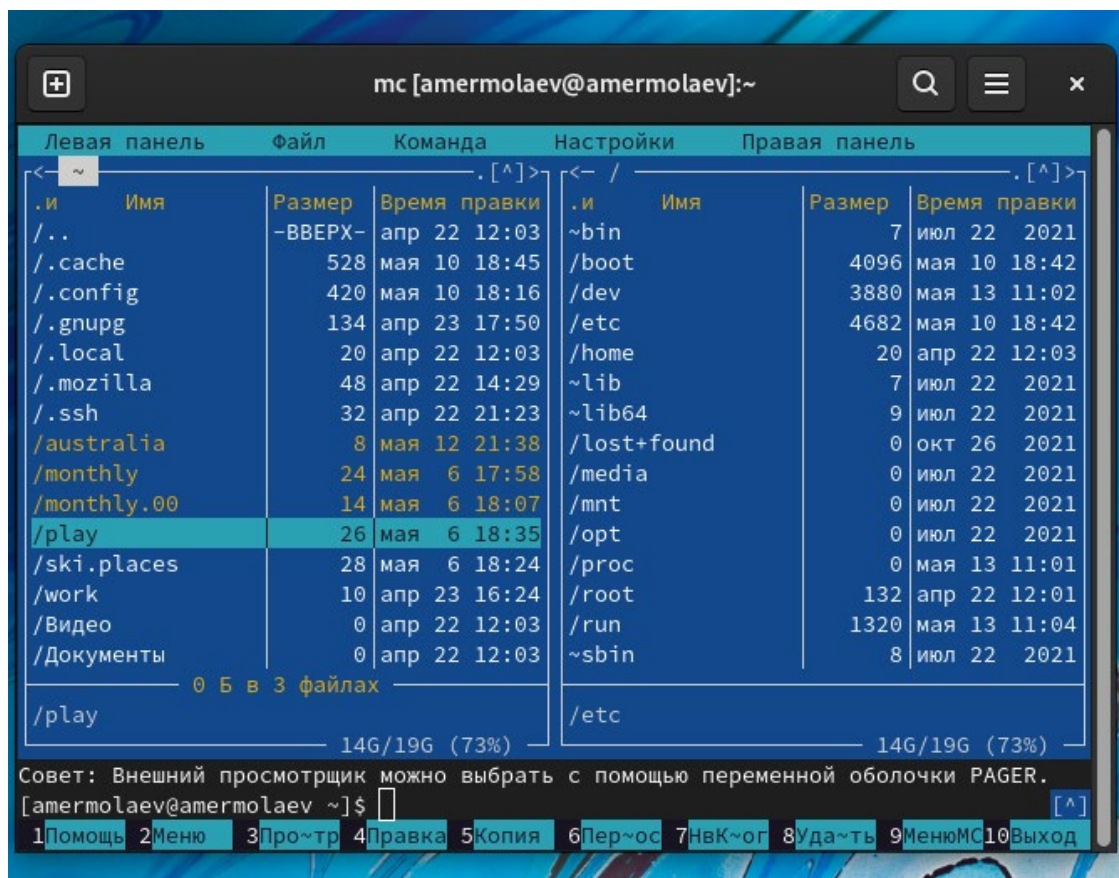 mc [amermolaev@amermolaev]:~
Левая панель Файл Команда Настройки Правая панель
<─ ~ ─.[^]> <─ / ─.[^]>
.и Имя Размер Время правки .и Имя Размер Время правки
/.. -ВВЕРХ- апр 22 12:03 ~bin 7 июл 22 2021
/.cache 528 мая 10 18:45 /boot 4096 мая 10 18:42
/.config 420 мая 10 18:16 /dev 3880 мая 13 11:02
/.gnupg 134 апр 23 17:50 /etc 4682 мая 10 18:42
/.local 20 апр 22 12:03 /home 20 апр 22 12:03
/.mozilla 48 апр 22 14:29 ~lib 7 июл 22 2021
/.ssh 32 апр 22 21:23 ~lib64 9 июл 22 2021
/australia 8 мая 12 21:38 /lost+found 0 окт 26 2021
/monthly 24 мая 6 17:58 /media 0 июл 22 2021
/monthly.00 14 мая 6 18:07 /mnt 0 июл 22 2021
/play 26 мая 6 18:35 /opt 0 июл 22 2021
/ski.places 28 мая 6 18:24 /proc 0 мая 13 11:01
/work 10 апр 23 16:24 /root 132 апр 22 12:01
/Видео 0 апр 22 12:03 /run 1320 мая 13 11:04
/Документы 0 апр 22 12:03 ~sbin 8 июл 22 2021
0 Б в 3 файлах
/play /etc
14G/19G (73%) 14G/19G (73%)
Совет: Внешний просмотрщик можно выбрать с помощью переменной оболочки PAGER.
[amermolaev@amermolaev ~]$ [^]
1Помощь 2Меню 3Про~тр 4Правка 5Копия 6Пер~ос 7НвК~ог 8Уда~ть 9МенюMC 10Выход